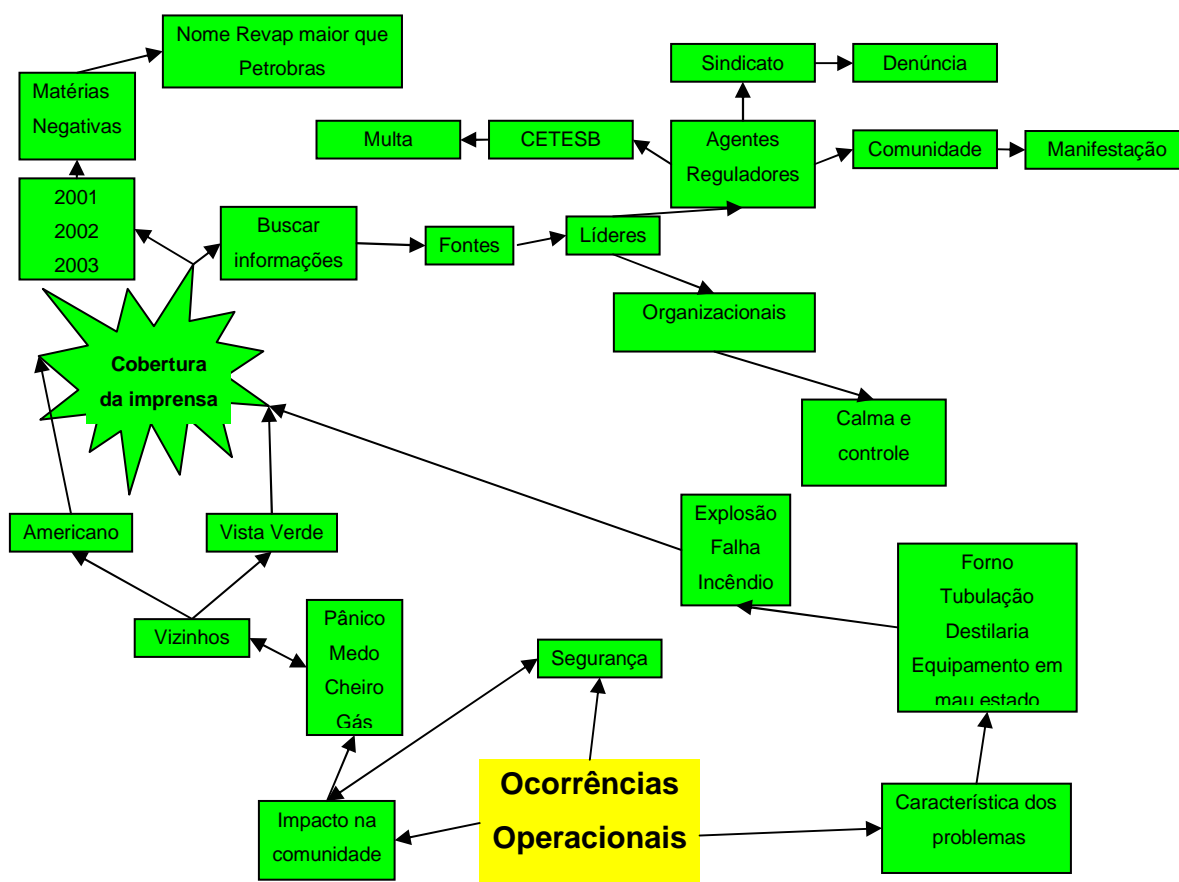 Nome Revap maior que
Petrobras
Sindicato
Denúncia
Matérias
Negativas
Multa
CETESB
Agentes
Reguladores
Comunidade
Manifestação
2001
2002
2003
Buscar
informações
Fontes
Líderes
Organizacionais
Cobertura
da imprensa
Calma e
controle
Americano
Vista Verde
Explosão
Falha
Incêndio
Forno
Tubulação
Destilaria
Equipamento em
mau estado
Vizinhos
Pânico
Medo
Cheiro
Gás
Segurança
Ocorrências
Operacionais
Impacto na
comunidade
Característica dos
problemas